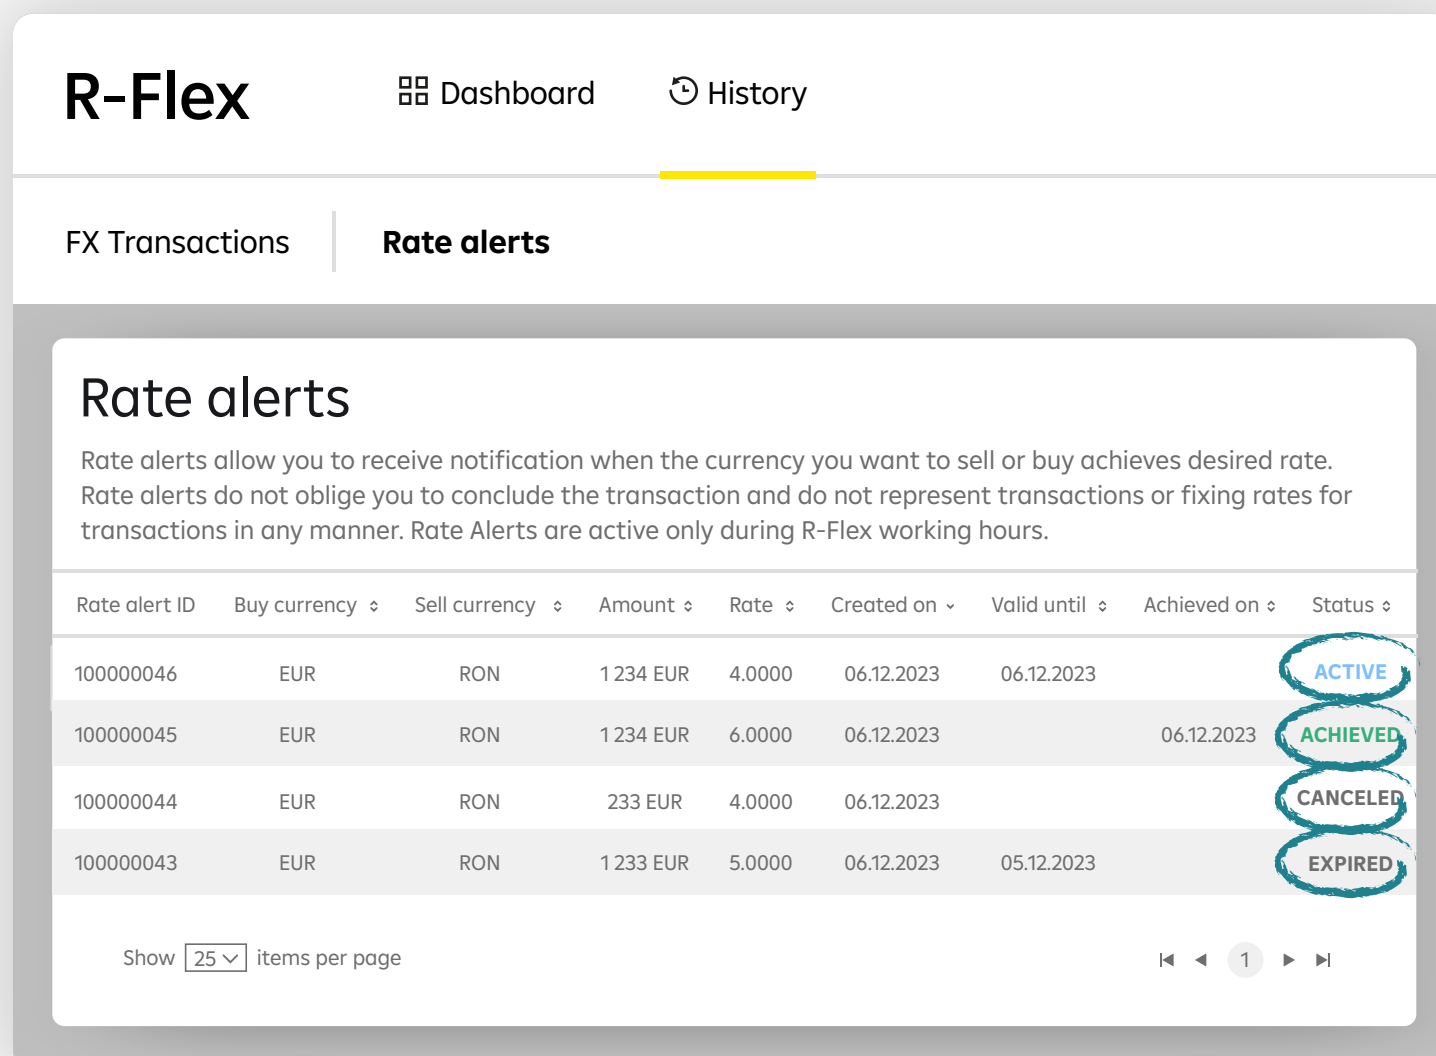 R-Flex Dashboard History
FX Transactions Rate alerts
Rate alerts
Rate alerts allow you to receive notification when the currency you want to sell or buy achieves desired rate.
Rate alerts do not oblige you to conclude the transaction and do not represent transactions or fixing rates for
transactions in any manner. Rate Alerts are active only during R-Flex working hours.
Rate alert ID Buy currency Sell currency Amount Rate Created on Valid until Achieved on Status
100000046 EUR RON 1 234 EUR 4.0000 06.12.2023 06.12.2023 ACTIVE
100000045 EUR RON 1 234 EUR 6.0000 06.12.2023 06.12.2023 ACHIEVED
100000044 EUR RON 233 EUR 4.0000 06.12.2023 CANCELED
100000043 EUR RON 1 233 EUR 5.0000 06.12.2023 05.12.2023 EXPIRED
Show 25 items per page 1